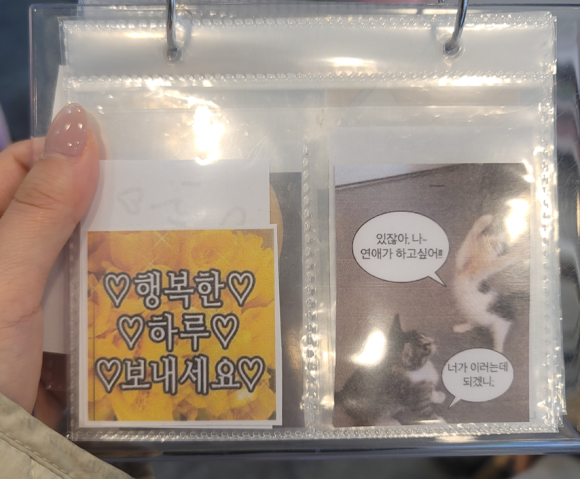 ♡행복한♡
♡하루♡
♡보내세요♡
있잖아, 나~
연애가 하고싶어!!!
너가 이러는데
되겠니;